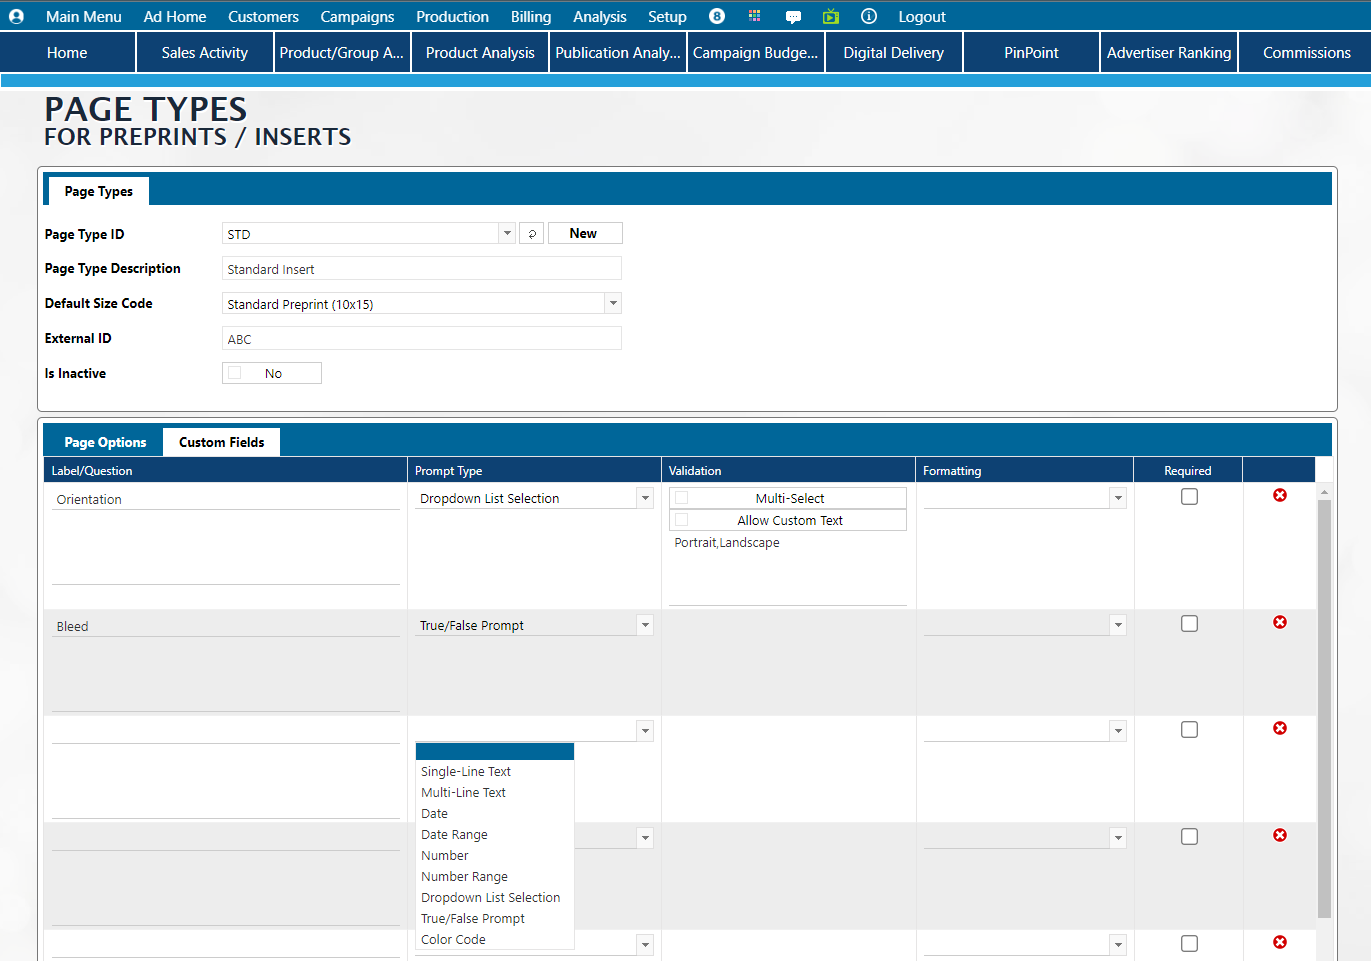 Main Menu Ad Home Customers Campaigns Production Billing Analysis Setup 8 Logout
Home Sales Activity Product/Group A... Product Analysis Publication Analy... Campaign Budge... Digital Delivery PinPoint Advertiser Ranking Commissions
PAGE TYPES
FOR PREPRINTS / INSERTS
Page Types
Page Type ID STD New
Page Type Description Standard Insert
Default Size Code Standard Preprint (10x15)
External ID ABC
Is Inactive No
Page Options Custom Fields
Label/Question Prompt Type Validation Formatting Required
Orientation Dropdown List Selection Multi-Select
Allow Custom Text
Portrait,Landscape
Bleed True/False Prompt
Single-Line Text
Multi-Line Text
Date
Date Range
Number
Number Range
Dropdown List Selection
True/False Prompt
Color Code